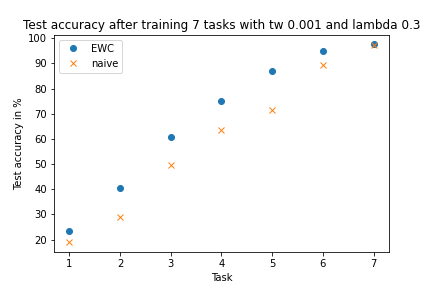 Test accuracy after training 7 tasks with tw 0.001 and lambda 0.3
EWC
naive
Test accuracy in %
100
90
80
70
60
50
40
30
20
1 2 3 4 5 6 7
Task